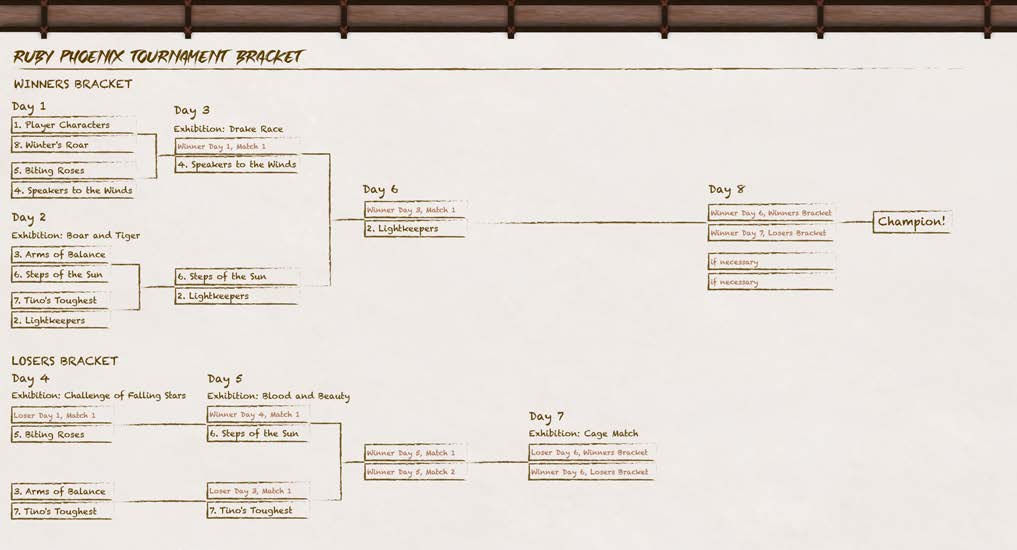 RUBY PHOENIX TOURNAMENT BRACKET
WINNERS BRACKET
Day 1
1. Player Characters
8. Winter's Roar
5. Biting Roses
4. Speakers to the Winds
Day 2
Exhibition: Boar and Tiger
3. Arms of Balance
6. Steps of the Sun
7. Tino's Toughest
2. Lightkeepers
Day 3
Exhibition: Drake Race
Winner Day 1, Match 1
4. Speakers to the Winds
6. Steps of the Sun
2. Lightkeepers
Day 6
Winner Day 3, Match 1
2. Lightkeepers
Day 8
Winner Day 6, Winners Bracket
Winner Day 7, Losers Bracket
if necessary
if necessary
Champion!
LOSERS BRACKET
Day 4
Exhibition: Challenge of Falling Stars
Loser Day 1, Match 1
5. Biting Roses
3. Arms of Balance
7. Tino's Toughest
Day 5
Exhibition: Blood and Beauty
Winner Day 4, Match 1
6. Steps of the Sun
Loser Day 3, Match 1
7. Tino's Toughest
Winner Day 5, Match 1
Winner Day 5, Match 2
Day 7
Exhibition: Cage Match
Loser Day 6, Winners Bracket
Winner Day 6, Losers Bracket